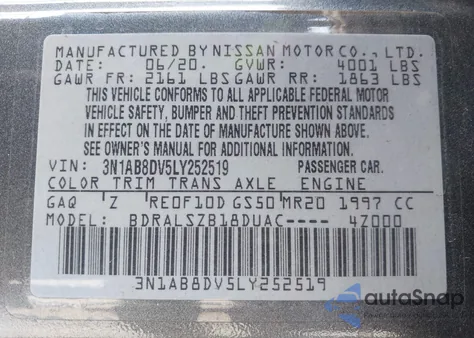 MANUFACTURED BY NISSAN MOTOR CO., LTD.
DATE: 06/20. GVWR: 4001 LBS
GAWR FR: 2161 LBS GAWR RR: 1863 LBS
THIS VEHICLE CONFORMS TO ALL APPLICABLE FEDERAL MOTOR
VEHICLE SAFETY, BUMPER AND THEFT PREVENTION STANDARDS
IN EFFECT ON THE DATE OF MANUFACTURE SHOWN ABOVE.
SEE OWNER'S MANUAL FOR ADDITIONAL INFORMATION.
VIN: 3N1AB8DV5LY252519 PASSENGER CAR.
COLOR TRIM TRANS AXLE ENGINE
GAQ Z RE0F10D GS50 MR20 1997 CC
MODEL: BDRALSZB18DUAC---- 4Z000
3N1AB8DV5LY252519
autoSnap